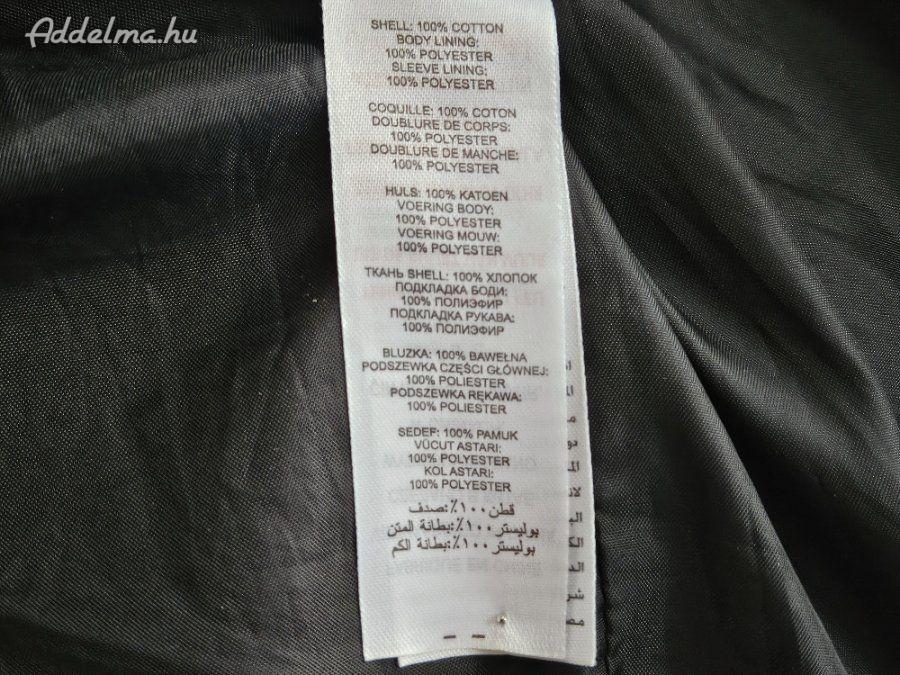 Addelma.hu
SHELL: 100% COTTON
BODY LINING:
100% POLYESTER
SLEEVE LINING:
100% POLYESTER
COQUILLE: 100% COTON
DOUBLURE DE CORPS:
100% POLYESTER
DOUBLURE DE MANCHE:
100% POLYESTER
HULS: 100% KATOEN
VOERING BODY:
100% POLYESTER
VOERING MOUW:
100% POLYESTER
ТКАНЬ SHELL: 100% ХЛОПОК
ПОДКЛАДКА БОДИ:
100% ПОЛИЭФИР
ПОДКЛАДКА РУКАВА:
100% ПОЛИЭФИР
BLUZKA: 100% BAWEŁNA
PODSZEWKA CZĘŚCI GŁÓWNEJ:
100% POLIESTER
PODSZEWKA RĘKAWA:
100% POLIESTER
SEDEF: 100% PAMUK
VÜCUT ASTARI:
100% POLYESTER
KOL ASTARI:
100% POLYESTER
قطن ١٠٠٪:صدف
بوليستر ١٠٠٪:بطانة المتن
بوليستر ١٠٠٪:بطانة الكم